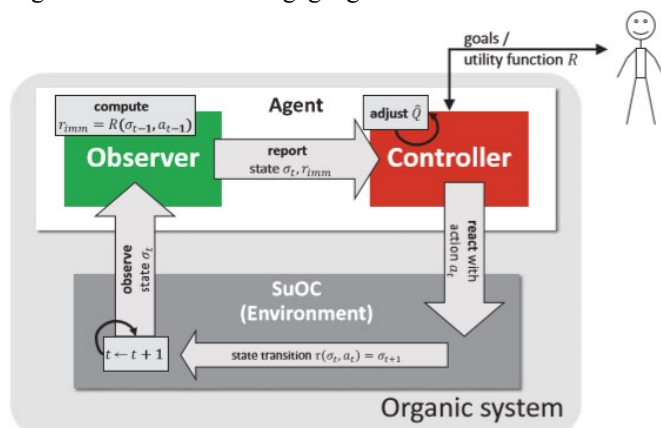 goals /
utility function R
compute
r_imm = R(σ_{t−1}, a_{t−1})
Agent
adjust Q̂
Observer
report
state σ_t, r_imm
Controller
observe
state σ_t
react with
action a_t
SuOC
(Environment)
t ← t + 1
state transition τ(σ_t, a_t) = σ_{t+1}
Organic system